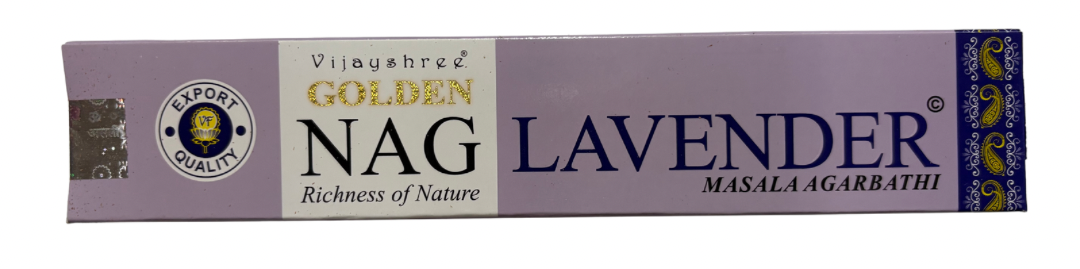 EXPORT
VF
QUALITY
Vijayshree®
GOLDEN
NAG
Richness of Nature
LAVENDER©
MASALA AGARBATHI